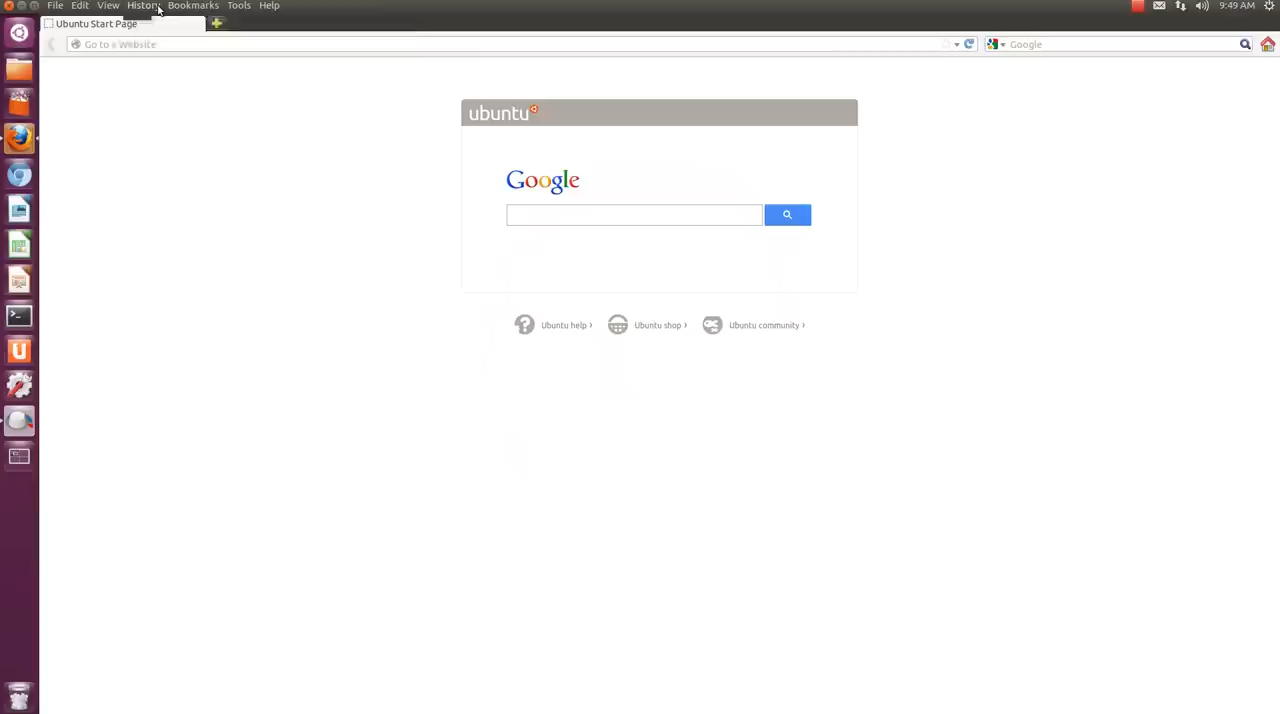 File Edit View History Bookmarks Tools Help 9:49 AM
Ubuntu Start Page
Go to a Website Google
ubuntu
Google
Ubuntu help › Ubuntu shop › Ubuntu community ›